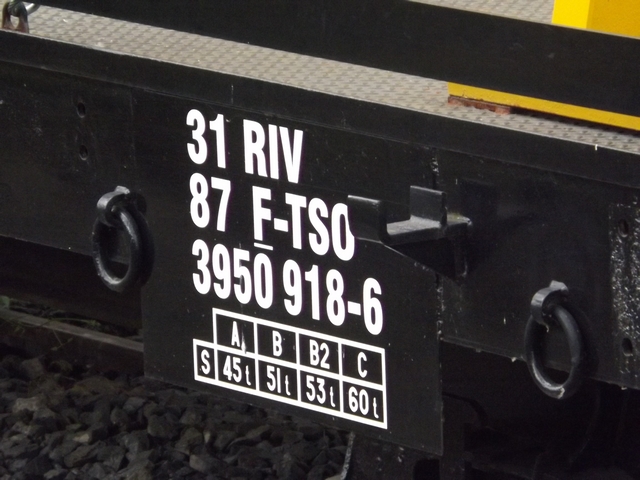 31 RIV
87 F-TSO
3950 918-6
A B B2 C
S 45t 51t 53t 60t